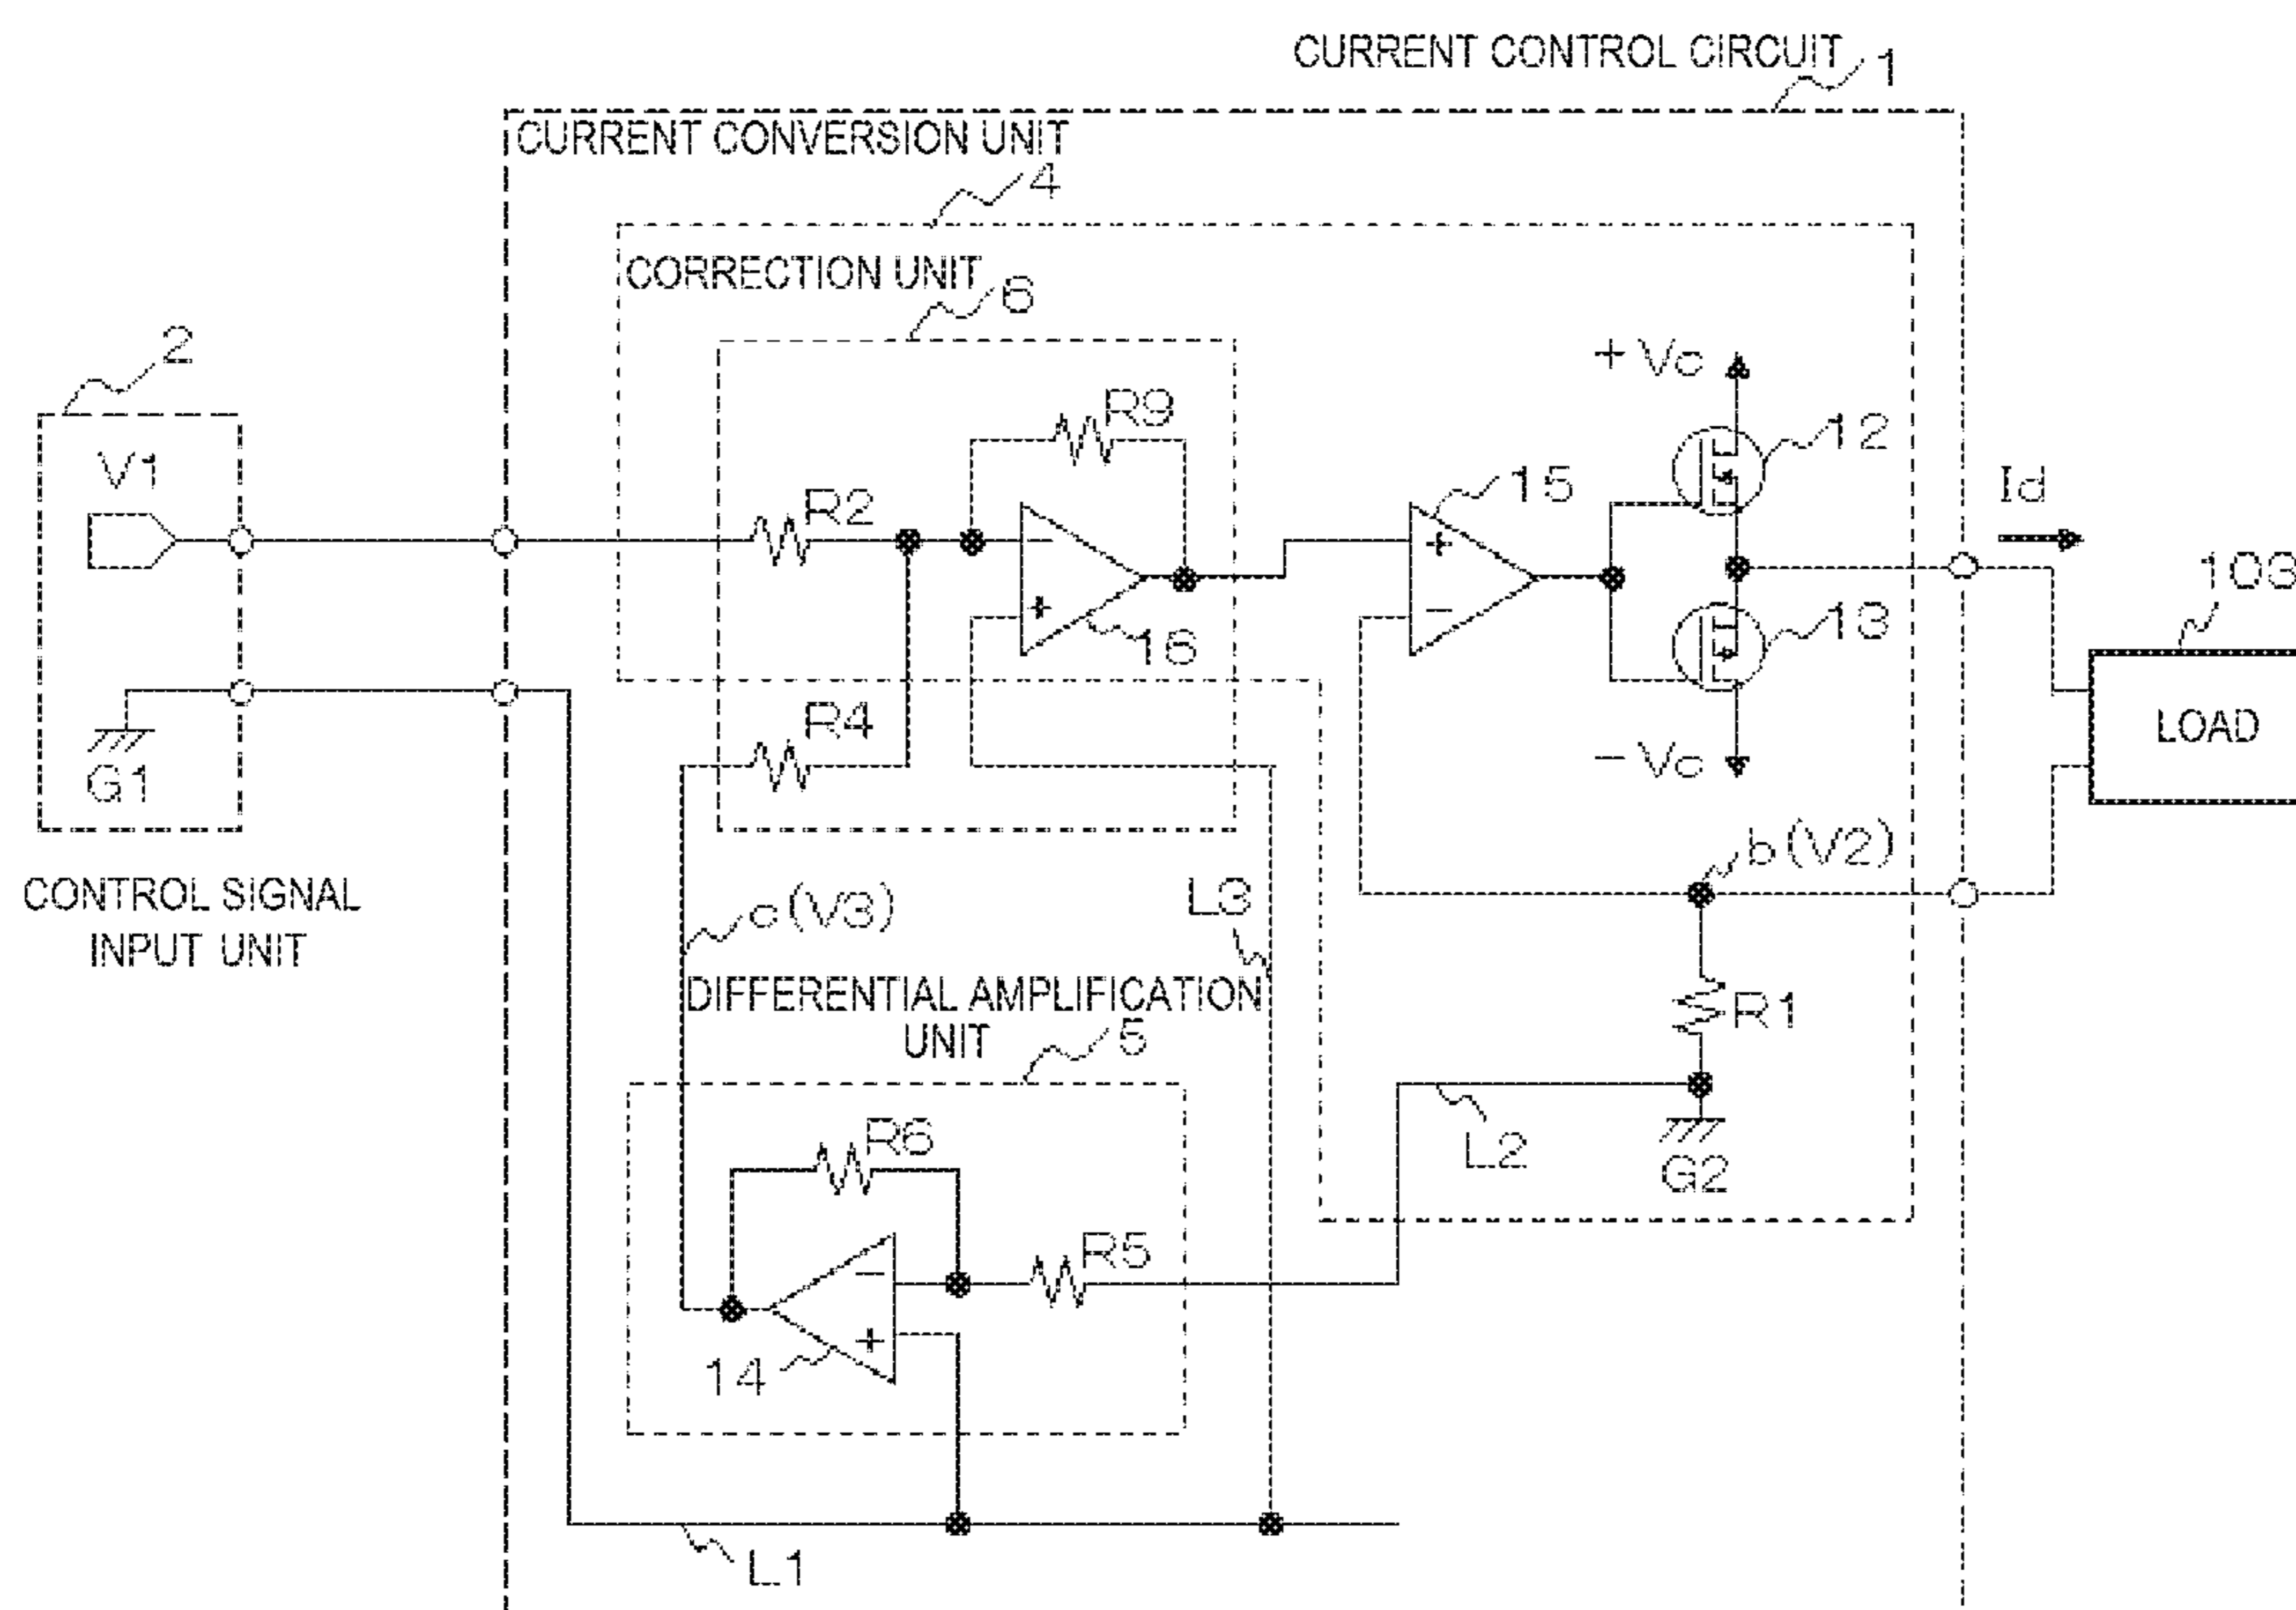 CURRENT CONTROL CIRCUIT
1
CURRENT CONVERSION UNIT
4
CORRECTION UNIT
6
2
+Vc
R9
12
V1
R2
15
Id
-
+
+
-
16
13
103
R4
LOAD
G1
-Vc
b(V2)
CONTROL SIGNAL
INPUT UNIT
c(V3)
L3
DIFFERENTIAL AMPLIFICATION
UNIT
5
R1
R6
L2
G2
R5
-
+
14
L1